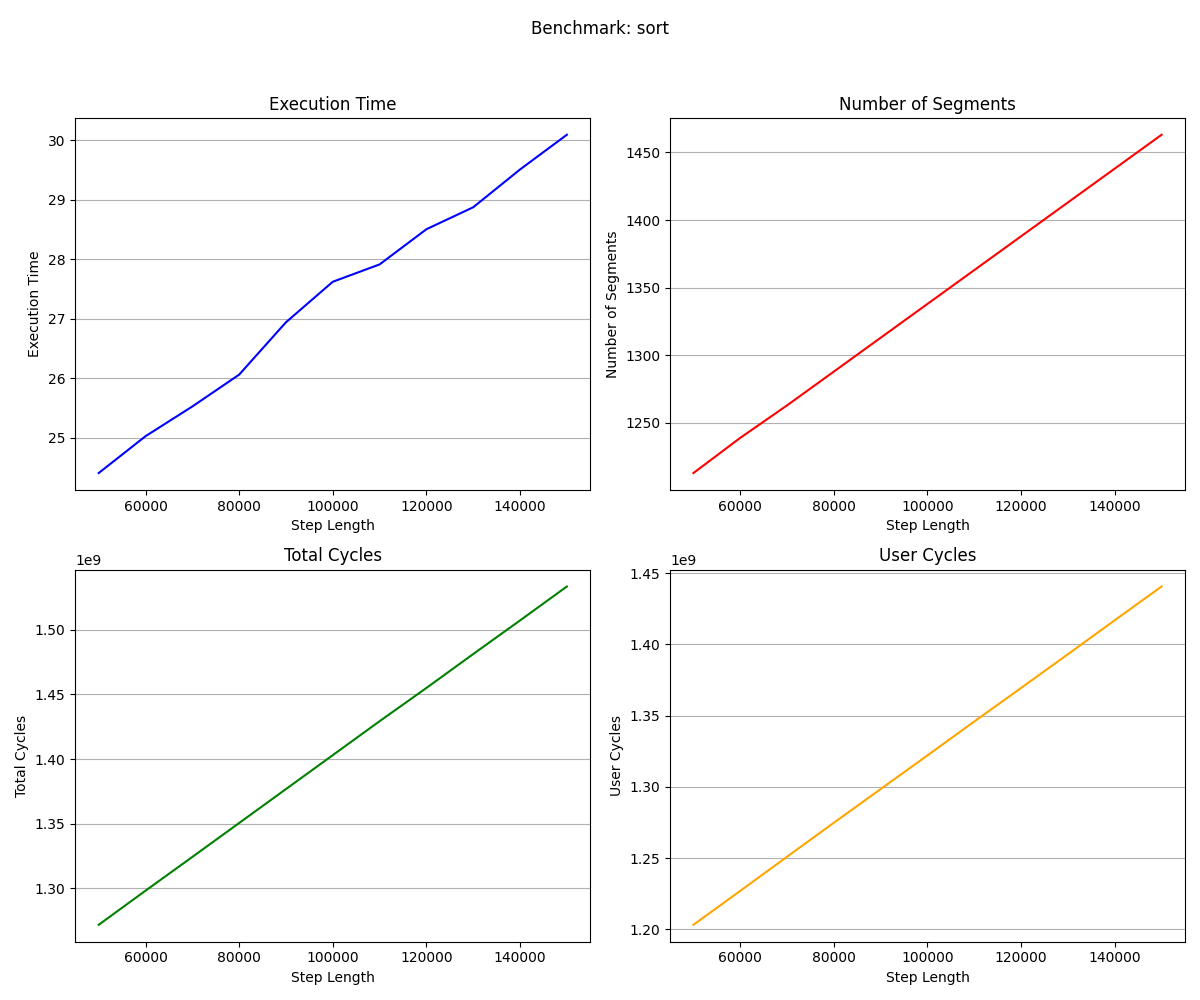 Benchmark: sort
Execution Time
30
29
28
27
26
25
Execution Time
60000 80000 100000 120000 140000
Step Length
Number of Segments
1450
1400
1350
1300
1250
Number of Segments
60000 80000 100000 120000 140000
Step Length
Total Cycles
1e9
1.50
1.45
1.40
1.35
1.30
Total Cycles
60000 80000 100000 120000 140000
Step Length
User Cycles
1e9
1.45
1.40
1.35
1.30
1.25
1.20
User Cycles
60000 80000 100000 120000 140000
Step Length